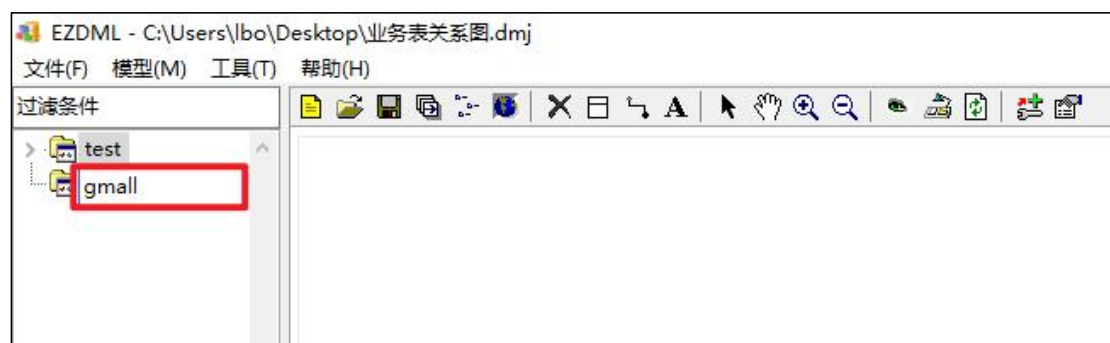 EZDML - C:\Users\lbo\Desktop\业务表关系图.dmj
文件(F) 模型(M) 工具(T) 帮助(H)
过滤条件
A
test
gmall